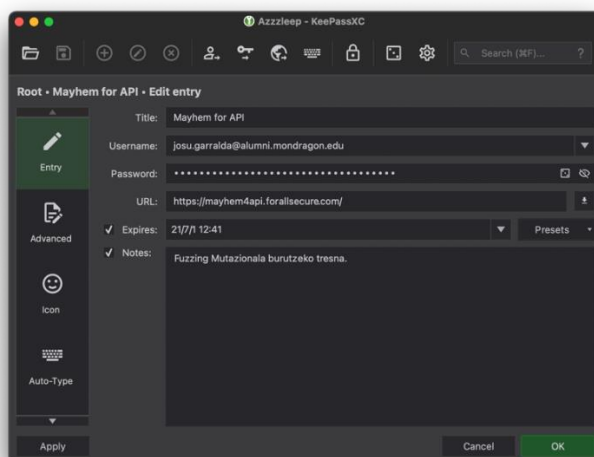 Azzzleep - KeePassXC
Search (⌘F)... ?
Root • Mayhem for API • Edit entry
Title: Mayhem for API
Username: josu.garralda@alumni.mondragon.edu
Password: ••••••••••••••••••••••••••••••••••••
URL: https://mayhem4api.forallsecure.com/
Expires: 21/7/1 12:41 Presets
Notes: Fuzzing Mutazionala burutzeko tresna.
Entry
Advanced
Icon
Auto-Type
Apply Cancel OK